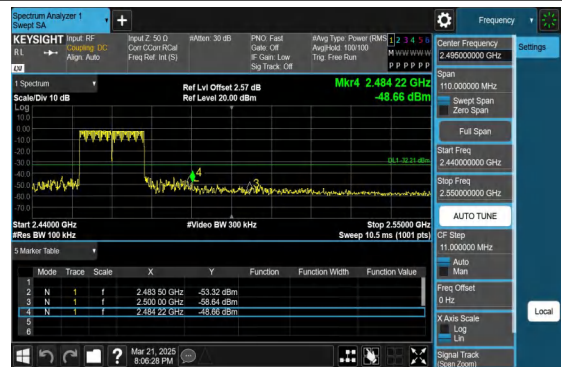 Spectrum Analyzer 1
Swept SA
+
Frequency
KEYSIGHT
RL
LXI
Input: RF
Coupling: DC
Align: Auto
Input Z: 50 Ω
Corr CCorr RCal
Freq Ref: Int (S)
#Atten: 30 dB
PNO: Fast
Gate: Off
IF Gain: Low
Sig Track: Off
#Avg Type: Power (RMS
Avg|Hold: 100/100
Trig: Free Run
1 2 3 4 5 6
M W W W W W
P P P P P P
1 Spectrum
Scale/Div 10 dB
Log
Ref Lvl Offset 2.57 dB
Ref Level 20.00 dBm
Mkr4 2.484 22 GHz
-48.66 dBm
10.0
0.00
-10.0
-20.0
-30.0
-40.0
-50.0
-60.0
-70.0
DL1 -32.21 dBm
4
3
Start 2.44000 GHz
#Res BW 100 kHz
#Video BW 300 kHz
Stop 2.55000 GHz
Sweep 10.5 ms (1001 pts)
5 Marker Table
Mode Trace Scale X Y Function Function Width Function Value
1
2 N 1 f 2.483 50 GHz -53.32 dBm
3 N 1 f 2.500 00 GHz -58.64 dBm
4 N 1 f 2.484 22 GHz -48.66 dBm
5
6
?
Mar 21, 2025
8:06:28 PM
Center Frequency
2.495000000 GHz
Settings
Span
110.000000 MHz
Swept Span
Zero Span
Full Span
Start Freq
2.440000000 GHz
Stop Freq
2.550000000 GHz
AUTO TUNE
CF Step
11.000000 MHz
Auto
Man
Freq Offset
0 Hz
X Axis Scale
Log
Lin
Local
Signal Track
(Span Zoom)